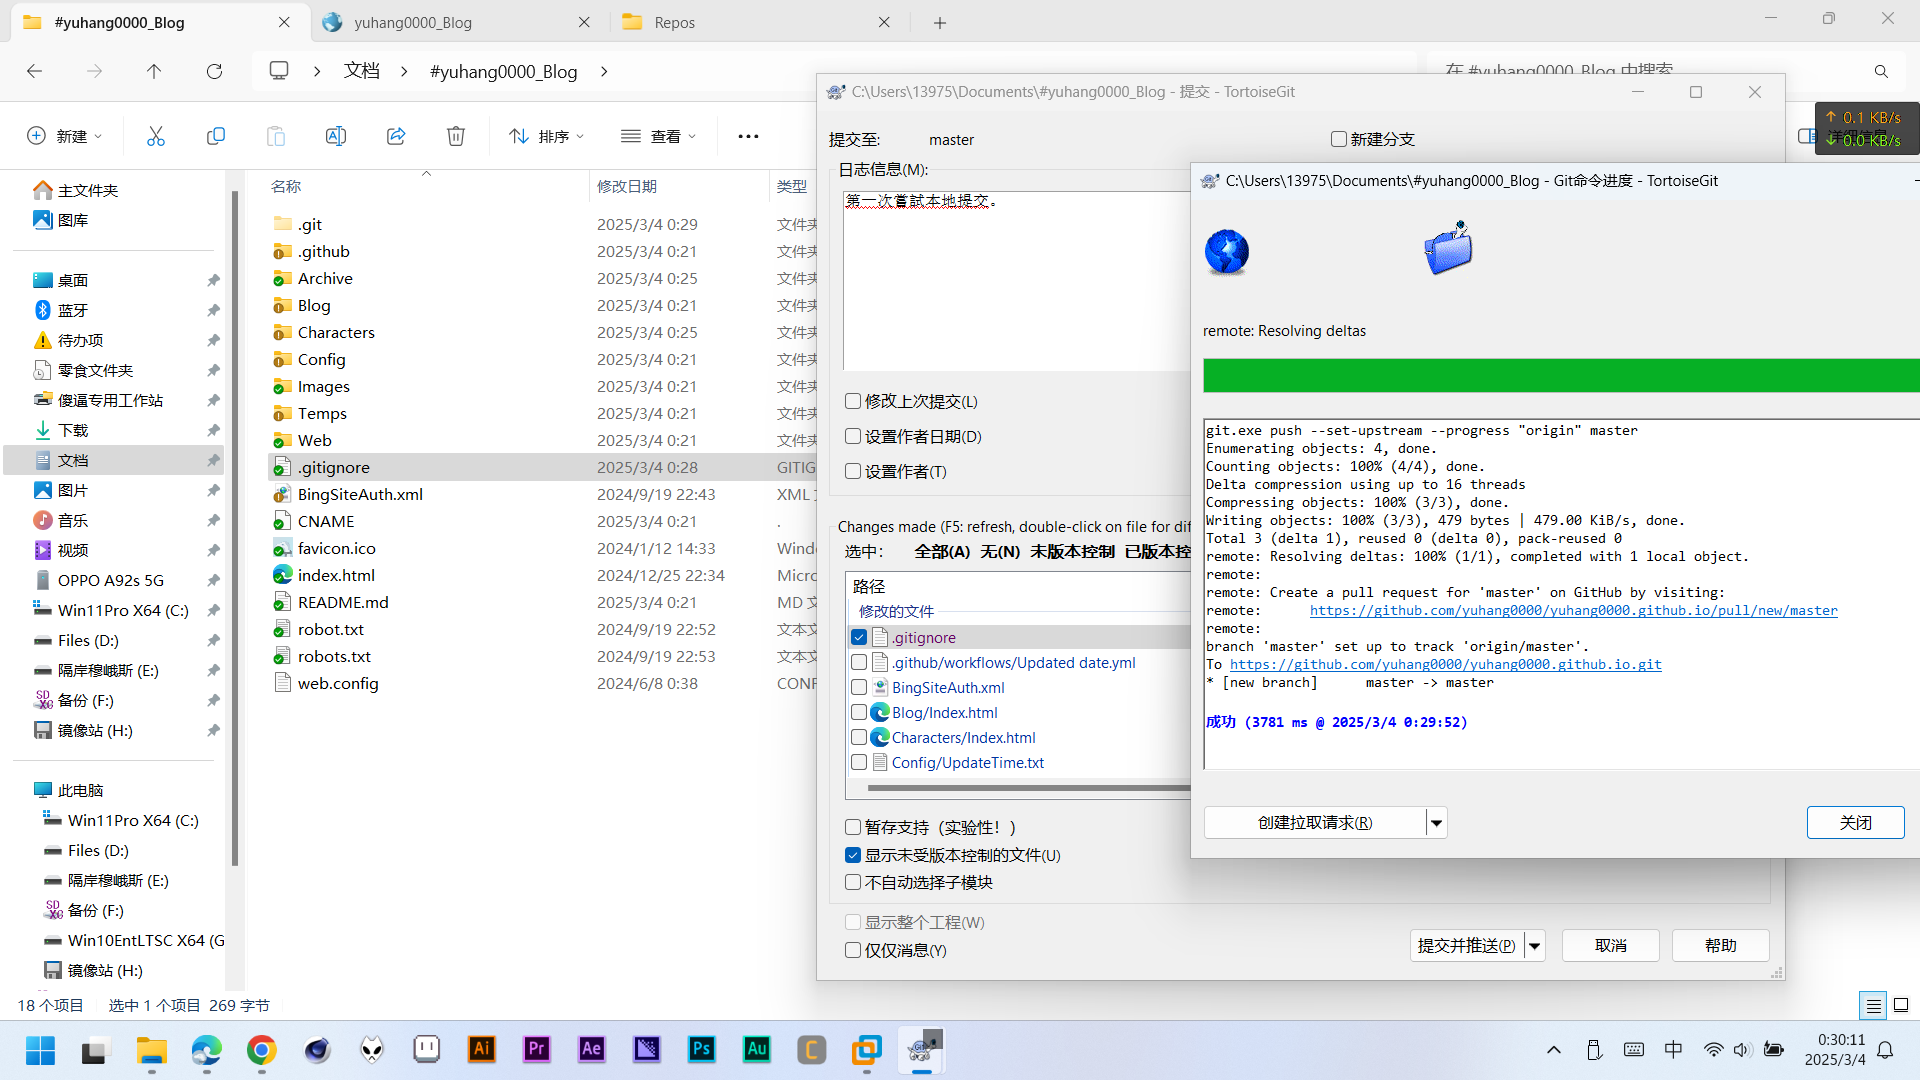 #yuhang0000_Blog
yuhang0000_Blog
Repos
文档
#yuhang0000_Blog
在 #yuhang0000_Blog 中搜索
新建
排序
查看
详细信息
↑ 0.1 KB/s
↓ 0.0 KB/s
主文件夹
图库
桌面
蓝牙
待办项
零食文件夹
傻逼专用工作站
下载
文档
图片
音乐
视频
OPPO A92s 5G
Win11Pro X64 (C:)
Files (D:)
隔岸穆峨斯 (E:)
备份 (F:)
镜像站 (H:)
此电脑
Win11Pro X64 (C:)
Files (D:)
隔岸穆峨斯 (E:)
备份 (F:)
Win10EntLTSC X64 (G
镜像站 (H:)
名称 修改日期 类型
.git 2025/3/4 0:29 文件夹
.github 2025/3/4 0:21 文件夹
Archive 2025/3/4 0:25 文件夹
Blog 2025/3/4 0:21 文件夹
Characters 2025/3/4 0:25 文件夹
Config 2025/3/4 0:21 文件夹
Images 2025/3/4 0:21 文件夹
Temps 2025/3/4 0:21 文件夹
Web 2025/3/4 0:21 文件夹
.gitignore 2025/3/4 0:28 GITIG
BingSiteAuth.xml 2024/9/19 22:43 XML
CNAME 2025/3/4 0:21 .
favicon.ico 2024/1/12 14:33 Wind
index.html 2024/12/25 22:34 Micro
README.md 2025/3/4 0:21 MD 文
robot.txt 2024/9/19 22:52 文本文
robots.txt 2024/9/19 22:53 文本文
web.config 2024/6/8 0:38 CONF
18 个项目 选中 1 个项目 269 字节
C:\Users\13975\Documents\#yuhang0000_Blog - 提交 - TortoiseGit
提交至: master 新建分支
日志信息(M):
第一次嘗試本地提交。
修改上次提交(L)
设置作者日期(D)
设置作者(T)
Changes made (F5: refresh, double-click on file for dif
选中: 全部(A) 无(N) 未版本控制 已版本控
路径
修改的文件
.gitignore
.github/workflows/Updated date.yml
BingSiteAuth.xml
Blog/Index.html
Characters/Index.html
Config/UpdateTime.txt
暂存支持（实验性！）
显示未受版本控制的文件(U)
不自动选择子模块
显示整个工程(W)
仅仅消息(Y)
提交并推送(P) 取消 帮助
C:\Users\13975\Documents\#yuhang0000_Blog - Git命令进度 - TortoiseGit
remote: Resolving deltas
git.exe push --set-upstream --progress "origin" master
Enumerating objects: 4, done.
Counting objects: 100% (4/4), done.
Delta compression using up to 16 threads
Compressing objects: 100% (3/3), done.
Writing objects: 100% (3/3), 479 bytes | 479.00 KiB/s, done.
Total 3 (delta 1), reused 0 (delta 0), pack-reused 0
remote: Resolving deltas: 100% (1/1), completed with 1 local object.
remote:
remote: Create a pull request for 'master' on GitHub by visiting:
remote: https://github.com/yuhang0000/yuhang0000.github.io/pull/new/master
remote:
branch 'master' set up to track 'origin/master'.
To https://github.com/yuhang0000/yuhang0000.github.io.git
* [new branch] master -> master
成功 (3781 ms @ 2025/3/4 0:29:52)
创建拉取请求(R) 关闭
Ai Pr Ae Ps Au C
中
0:30:11
2025/3/4